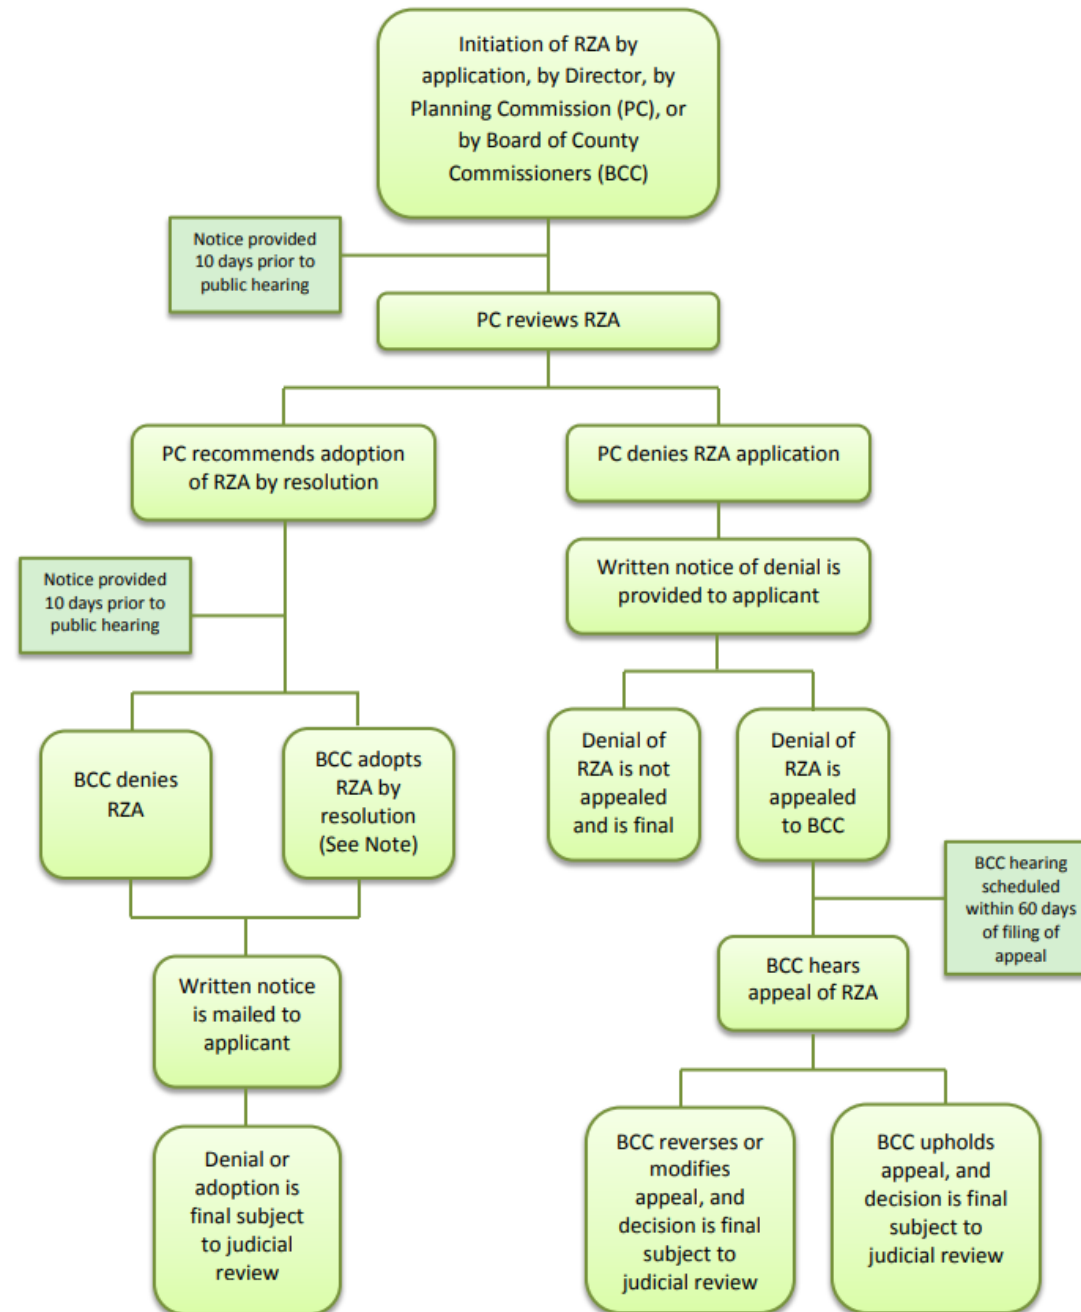 Initiation of RZA by
application, by Director, by
Planning Commission (PC), or
by Board of County
Commissioners (BCC)
Notice provided
10 days prior to
public hearing
PC reviews RZA
PC recommends adoption
of RZA by resolution
PC denies RZA application
Written notice of denial is
provided to applicant
Notice provided
10 days prior to
public hearing
BCC denies
RZA
BCC adopts
RZA by
resolution
(See Note)
Denial of
RZA is not
appealed
and is final
Denial of
RZA is
appealed
to BCC
BCC hearing
scheduled
within 60 days
of filing of
appeal
BCC hears
appeal of RZA
Written notice
is mailed to
applicant
Denial or
adoption is
final subject
to judicial
review
BCC reverses or
modifies
appeal, and
decision is final
subject to
judicial review
BCC upholds
appeal, and
decision is final
subject to
judicial review